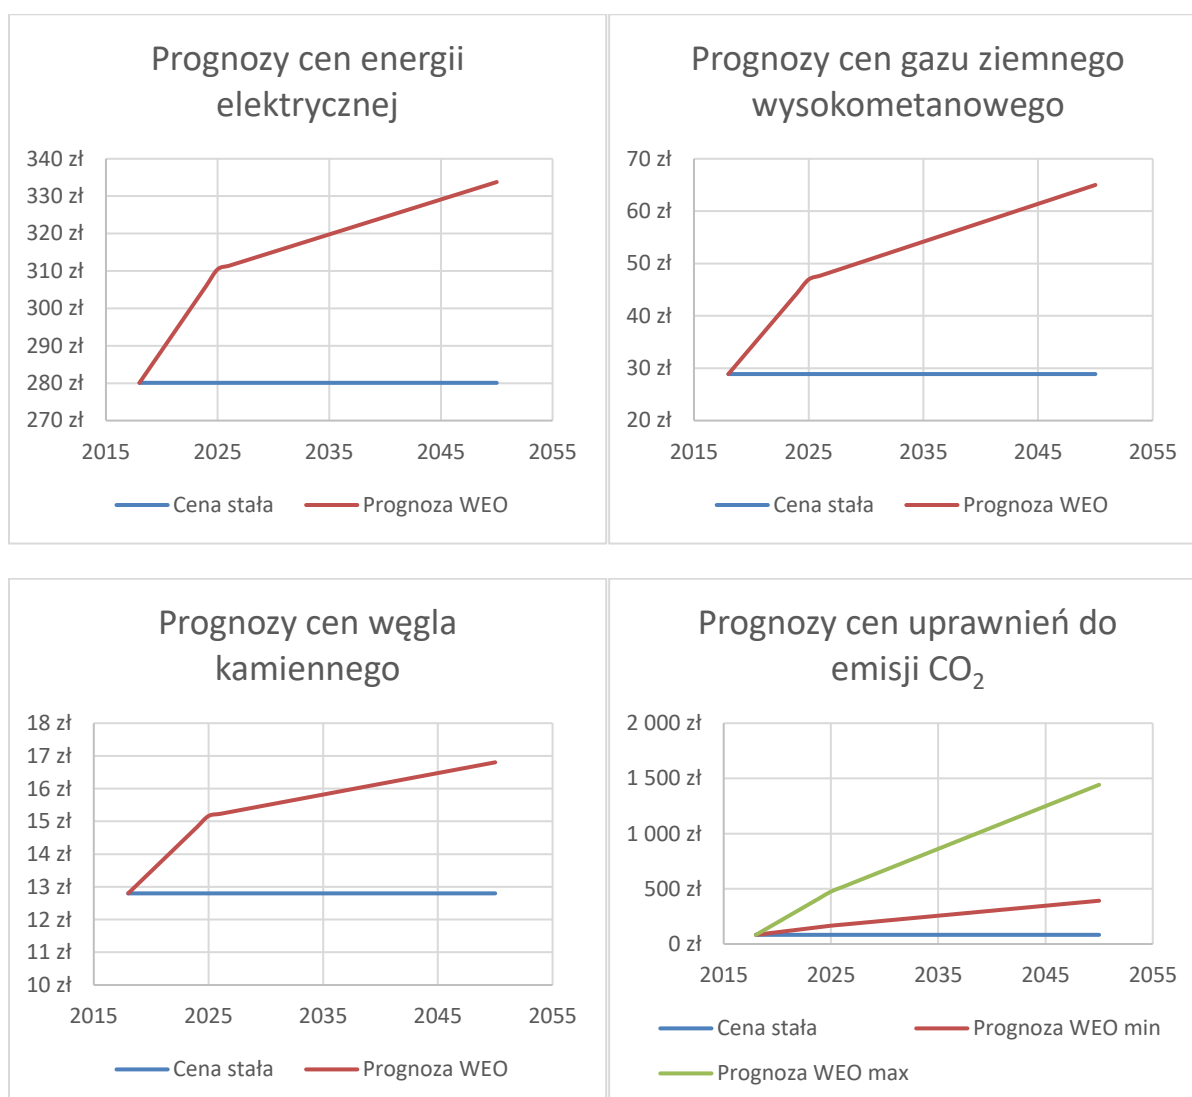 Prognozy cen energii
elektrycznej
340 zł
330 zł
320 zł
310 zł
300 zł
290 zł
280 zł
270 zł
2015 2025 2035 2045 2055
Cena stała Prognoza WEO
Prognozy cen gazu ziemnego
wysokometanowego
70 zł
60 zł
50 zł
40 zł
30 zł
20 zł
2015 2025 2035 2045 2055
Cena stała Prognoza WEO
Prognozy cen węgla
kamiennego
18 zł
17 zł
16 zł
15 zł
14 zł
13 zł
12 zł
11 zł
10 zł
2015 2025 2035 2045 2055
Cena stała Prognoza WEO
Prognozy cen uprawnień do
emisji CO₂
2 000 zł
1 500 zł
1 000 zł
500 zł
0 zł
2015 2025 2035 2045 2055
Cena stała Prognoza WEO min
Prognoza WEO max